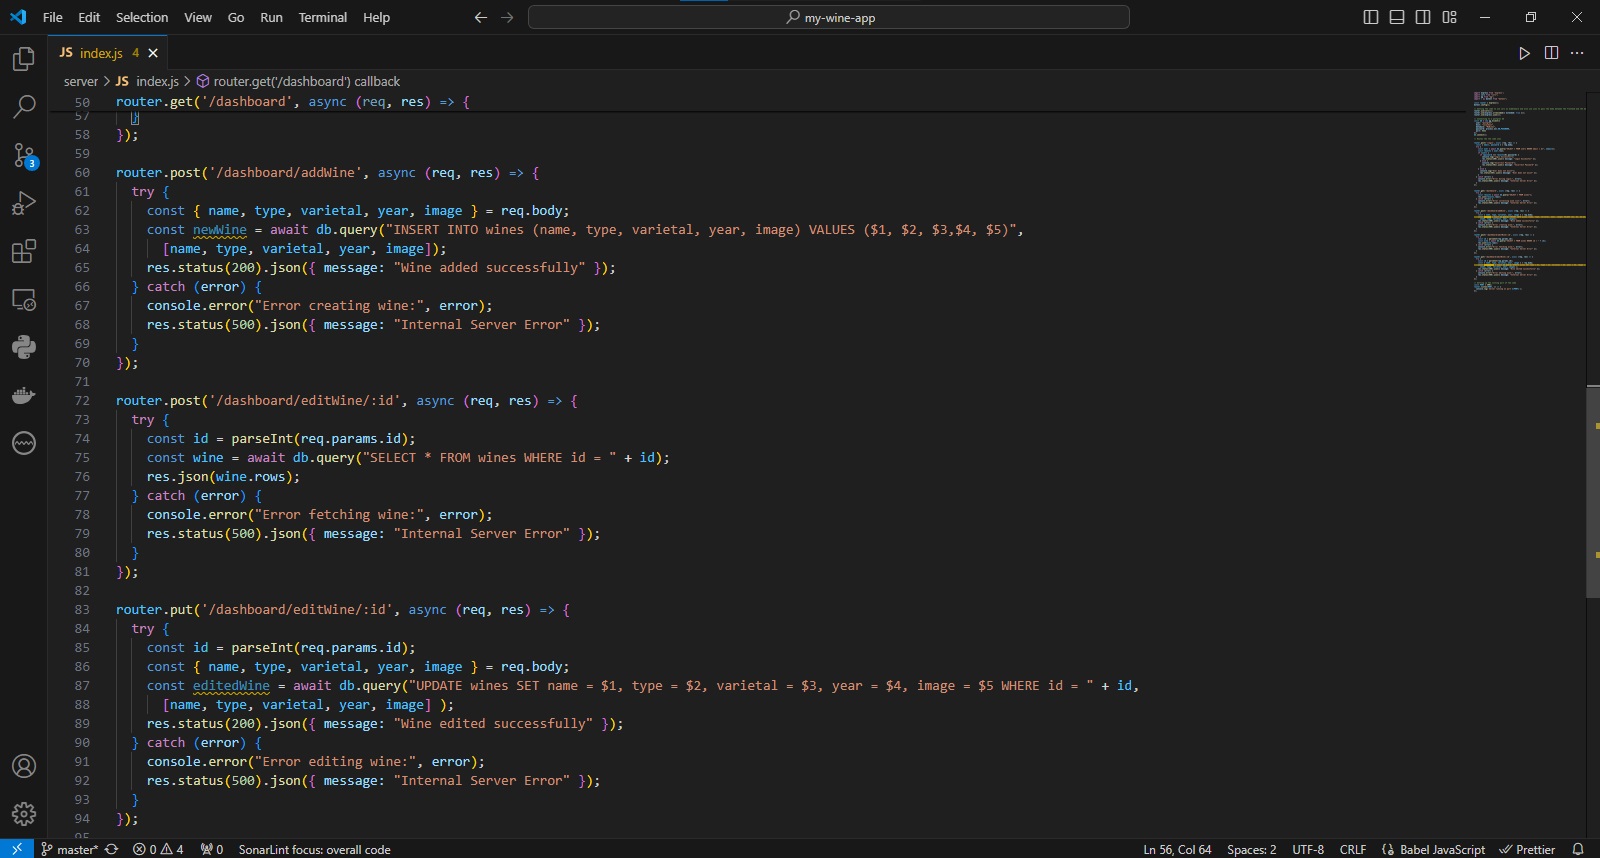 File Edit Selection View Go Run Terminal Help my-wine-app
JS index.js 4
server > JS index.js > router.get('/dashboard') callback
50 router.get('/dashboard', async (req, res) => {
57 }
58 });
59
60 router.post('/dashboard/addWine', async (req, res) => {
61 try {
62 const { name, type, varietal, year, image } = req.body;
63 const newWine = await db.query("INSERT INTO wines (name, type, varietal, year, image) VALUES ($1, $2, $3,$4, $5)",
64 [name, type, varietal, year, image]);
65 res.status(200).json({ message: "Wine added successfully" });
66 } catch (error) {
67 console.error("Error creating wine:", error);
68 res.status(500).json({ message: "Internal Server Error" });
69 }
70 });
71
72 router.post('/dashboard/editWine/:id', async (req, res) => {
73 try {
74 const id = parseInt(req.params.id);
75 const wine = await db.query("SELECT * FROM wines WHERE id = " + id);
76 res.json(wine.rows);
77 } catch (error) {
78 console.error("Error fetching wine:", error);
79 res.status(500).json({ message: "Internal Server Error" });
80 }
81 });
82
83 router.put('/dashboard/editWine/:id', async (req, res) => {
84 try {
85 const id = parseInt(req.params.id);
86 const { name, type, varietal, year, image } = req.body;
87 const editedWine = await db.query("UPDATE wines SET name = $1, type = $2, varietal = $3, year = $4, image = $5 WHERE id = " + id,
88 [name, type, varietal, year, image] );
89 res.status(200).json({ message: "Wine edited successfully" });
90 } catch (error) {
91 console.error("Error editing wine:", error);
92 res.status(500).json({ message: "Internal Server Error" });
93 }
94 });
95
3
master* 0 4 0 SonarLint focus: overall code Ln 56, Col 64 Spaces: 2 UTF-8 CRLF {} Babel JavaScript Prettier